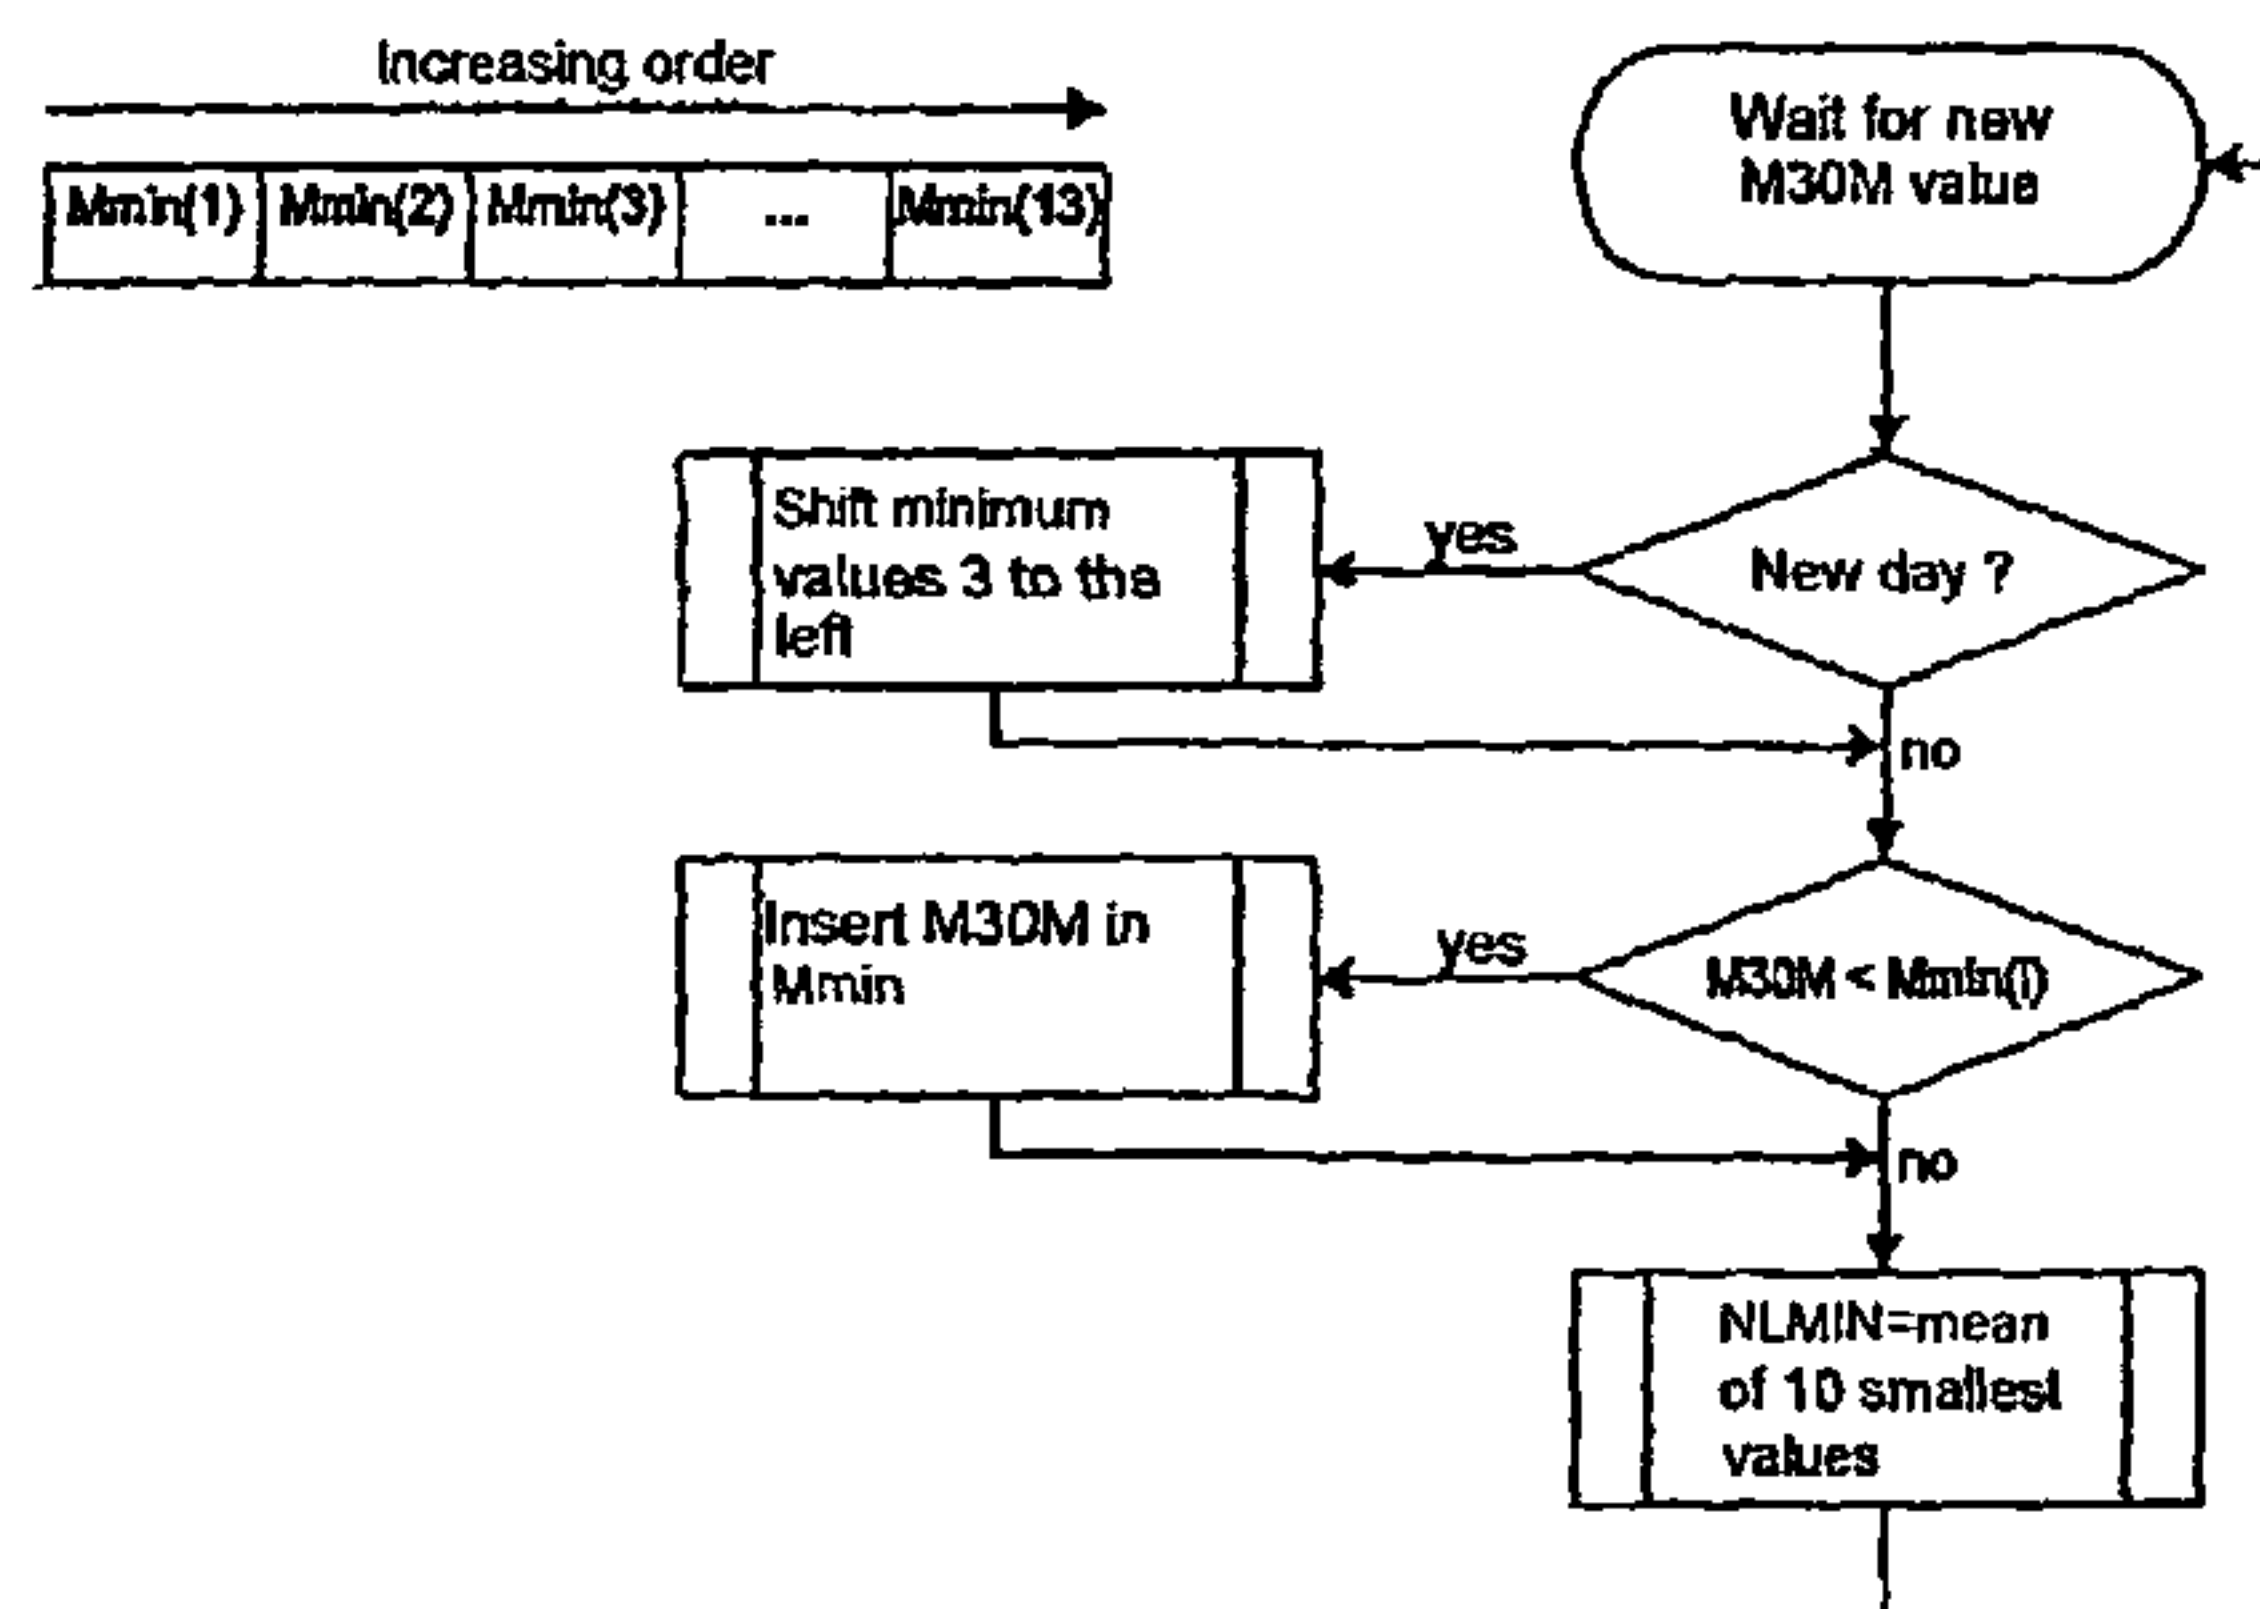 Increasing order
Mmin(1) Mmin(2) Mmin(3) ... Mmin(13)
Wait for new
M30M value
New day ?
yes
Shift minimum
values 3 to the
left
no
M30M < Mmin(i)
yes
Insert M30M in
Mmin
no
NLMIN=mean
of 10 smallest
values